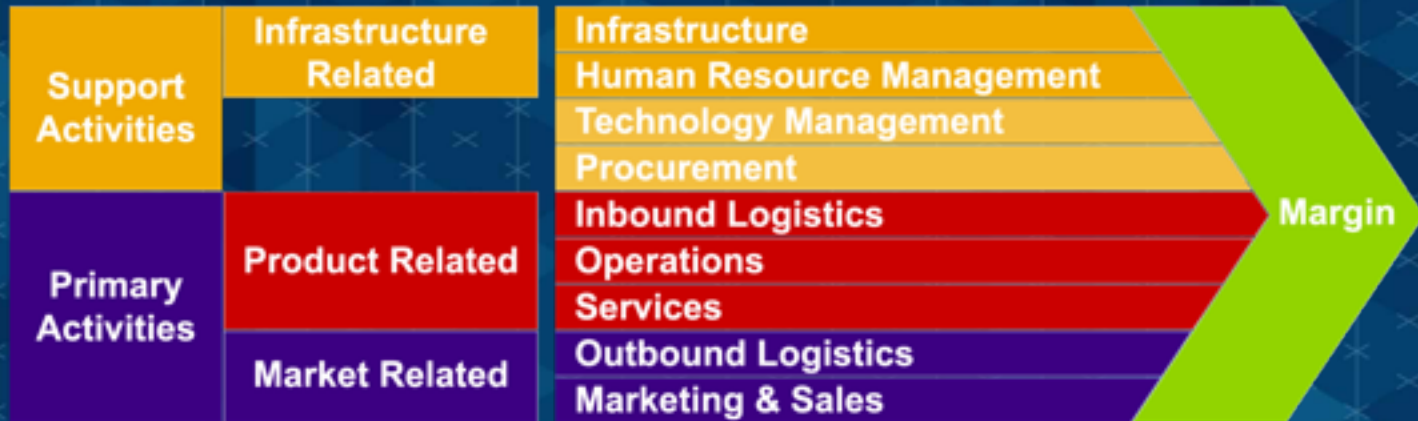 Support
Activities
Infrastructure
Related
Primary
Activities
Product Related
Market Related
Infrastructure
Human Resource Management
Technology Management
Procurement
Inbound Logistics
Operations
Services
Outbound Logistics
Marketing & Sales
Margin